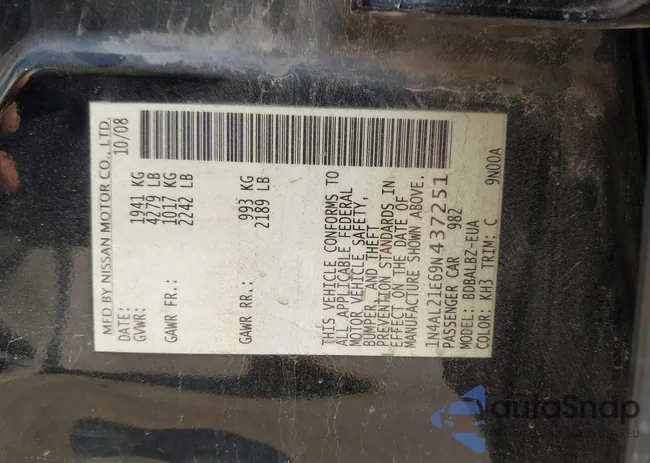 MFD BY NISSAN MOTOR CO., LTD.
DATE: 10/08
GVWR: 1941 KG
4279 LB
GAWR FR.: 1017 KG
2242 LB
GAWR RR.: 993 KG
2189 LB
THIS VEHICLE CONFORMS TO
ALL APPLICABLE FEDERAL
MOTOR VEHICLE SAFETY,
BUMPER, AND THEFT
PREVENTION STANDARDS IN
EFFECT ON THE DATE OF
MANUFACTURE SHOWN ABOVE.
1N4AL21E69N437251
PASSENGER CAR 982
MODEL: BDBALBZ-EUA
COLOR: KH3 TRIM: C 9N00A
autoSnap